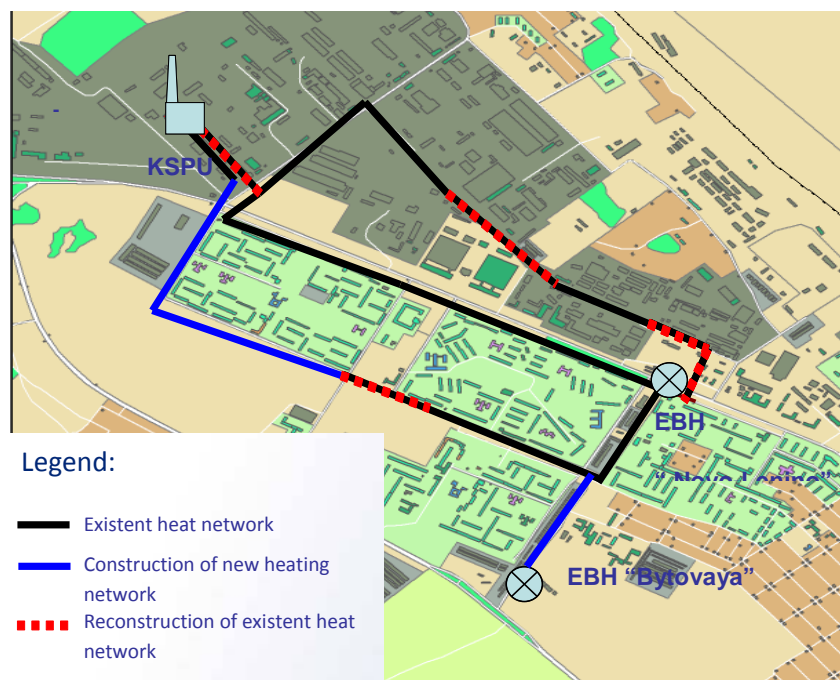 KSPU
EBH
EBH “Bytovaya”
Legend:
Existent heat network
Construction of new heating
network
Reconstruction of existent heat
network